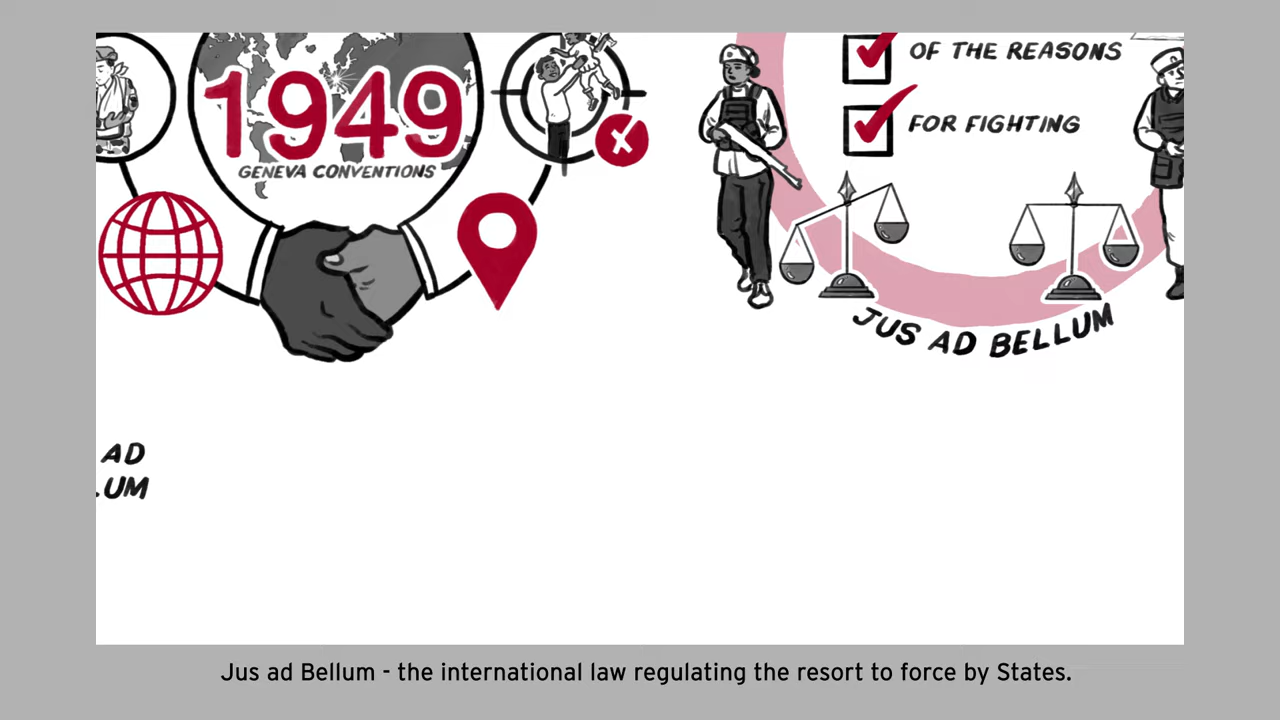 1949
GENEVA CONVENTIONS
OF THE REASONS
FOR FIGHTING
JUS AD BELLUM
AD
UM
Jus ad Bellum - the international law regulating the resort to force by States.